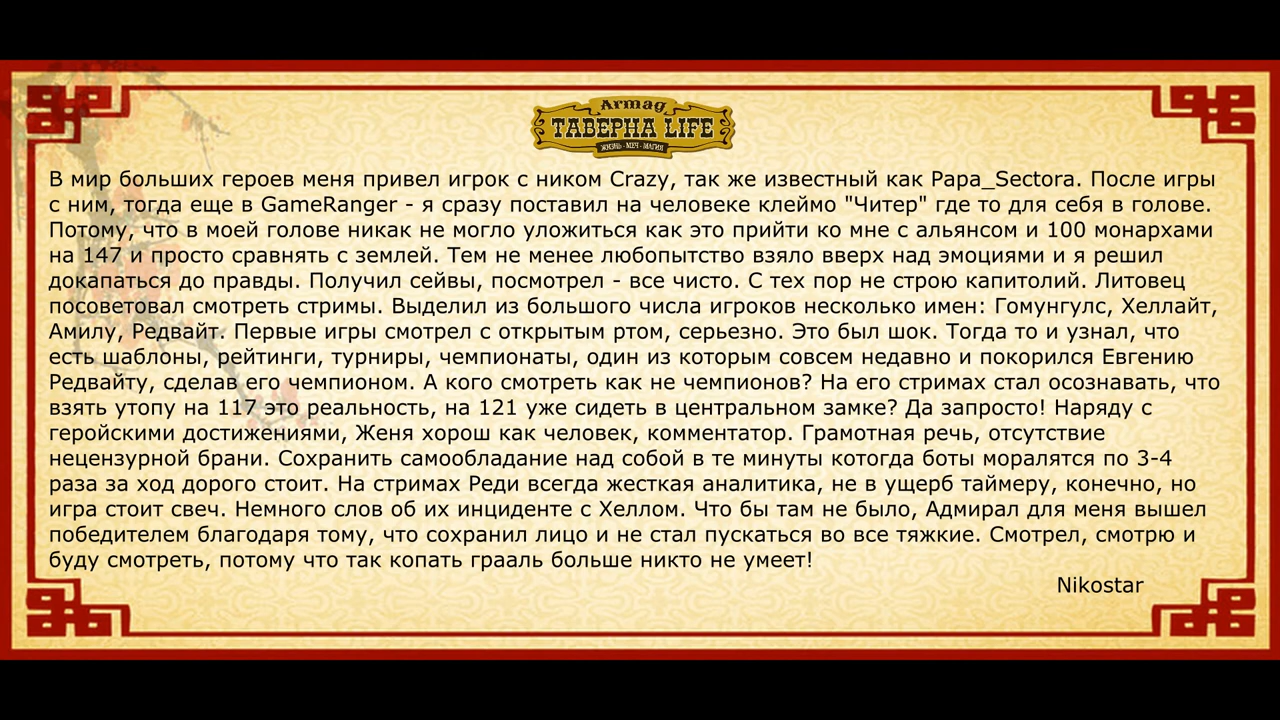 Armag
ТАВЕРНА LIFE
ЖИЗНЬ · МЕЧ · МАГИЯ
В мир больших героев меня привел игрок с ником Crazy, так же известный как Papa_Sectora. После игры
с ним, тогда еще в GameRanger - я сразу поставил на человеке клеймо "Читер" где то для себя в голове.
Потому, что в моей голове никак не могло уложиться как это прийти ко мне с альянсом и 100 монархами
на 147 и просто сравнять с землей. Тем не менее любопытство взяло вверх над эмоциями и я решил
докапаться до правды. Получил сейвы, посмотрел - все чисто. С тех пор не строю капитолий. Литовец
посоветовал смотреть стримы. Выделил из большого числа игроков несколько имен: Гомунгулс, Хеллайт,
Амилу, Редвайт. Первые игры смотрел с открытым ртом, серьезно. Это был шок. Тогда то и узнал, что
есть шаблоны, рейтинги, турниры, чемпионаты, один из которым совсем недавно и покорился Евгению
Редвайту, сделав его чемпионом. А кого смотреть как не чемпионов? На его стримах стал осознавать, что
взять утопу на 117 это реальность, на 121 уже сидеть в центральном замке? Да запросто! Наряду с
геройскими достижениями, Женя хорош как человек, комментатор. Грамотная речь, отсутствие
нецензурной брани. Сохранить самообладание над собой в те минуты котогда боты моралятся по 3-4
раза за ход дорого стоит. На стримах Реди всегда жесткая аналитика, не в ущерб таймеру, конечно, но
игра стоит свеч. Немного слов об их инциденте с Хеллом. Что бы там не было, Адмирал для меня вышел
победителем благодаря тому, что сохранил лицо и не стал пускаться во все тяжкие. Смотрел, смотрю и
буду смотреть, потому что так копать грааль больше никто не умеет!
Nikostar